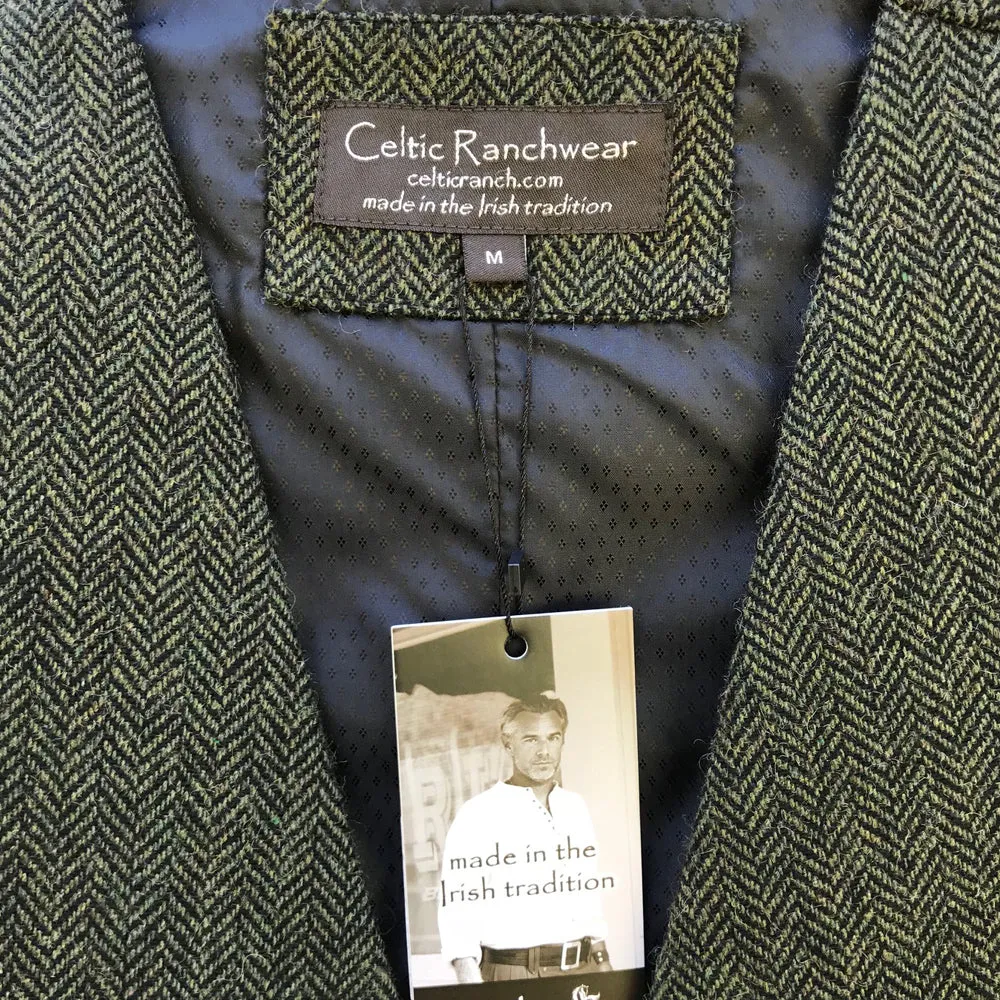 Celtic Ranchwear
celticranch.com
made in the Irish tradition
M
made in the
Irish tradition